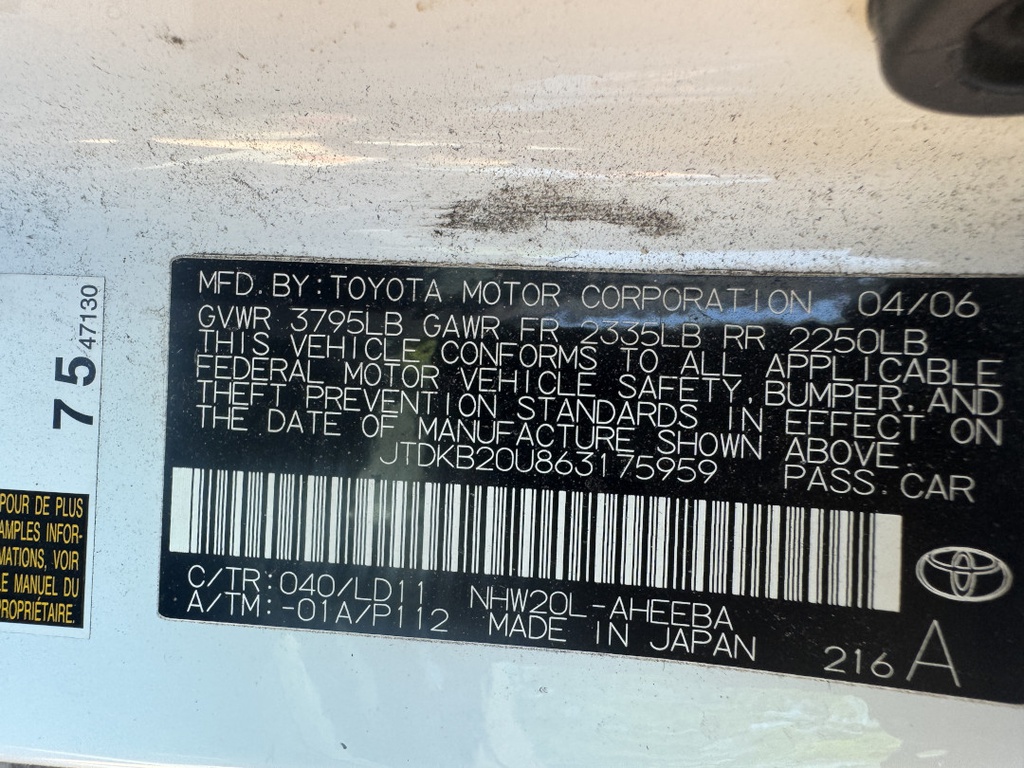 MFD. BY: TOYOTA MOTOR CORPORATION 04/06
GVWR 3795LB GAWR FR 2335LB RR 2250LB
THIS VEHICLE CONFORMS TO ALL APPLICABLE
FEDERAL MOTOR VEHICLE SAFETY, BUMPER, AND
THEFT PREVENTION STANDARDS IN EFFECT ON
THE DATE OF MANUFACTURE SHOWN ABOVE.
JTDKB20U863175959 PASS. CAR
C/TR: 040/LD11 NHW20L-AHEEBA
A/TM: -01A/P112 MADE IN JAPAN
216 A
75
47130
POUR DE PLUS
AMPLES INFOR-
MATIONS, VOIR
LE MANUEL DU
PROPRIÉTAIRE.